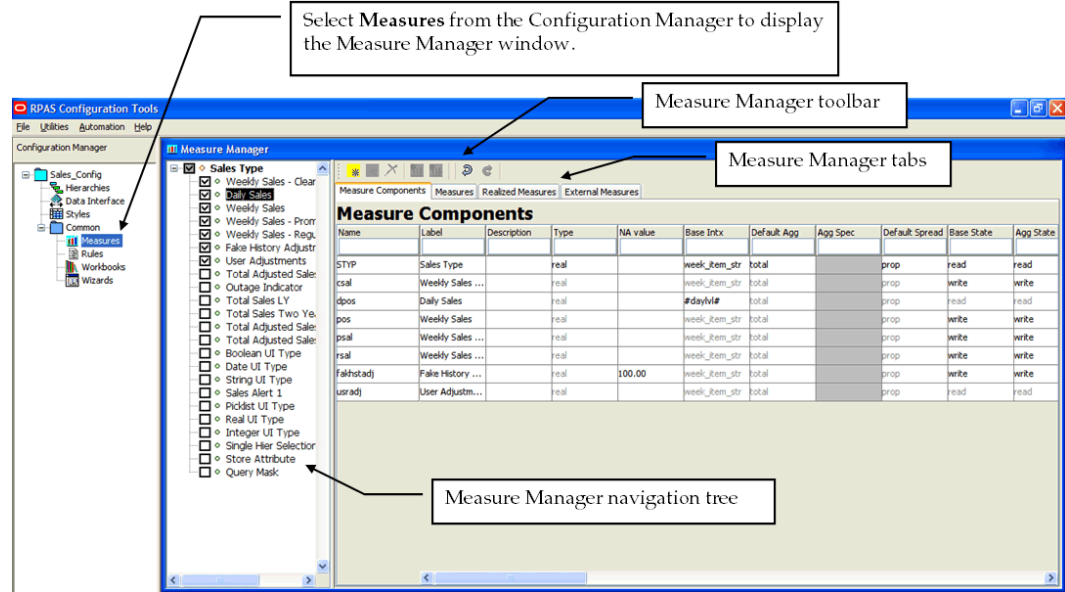 Select Measures from the Configuration Manager to display
the Measure Manager window.
Measure Manager toolbar
RPAS Configuration Tools
File Utilities Automation Help
Measure Manager tabs
Configuration Manager
Measure Manager
Sales_Config
Hierarchies
Data Interface
Styles
Common
Measures
Rules
Workbooks
Wizards
Sales Type
Weekly Sales - Clear
Daily Sales
Weekly Sales
Weekly Sales - Prom
Weekly Sales - Regu
Fake History Adjustr
User Adjustments
Total Adjusted Sale
Outage Indicator
Total Sales LY
Total Sales Two Ye
Total Adjusted Sale
Total Adjusted Sale
Boolean UI Type
Date UI Type
String UI Type
Sales Alert 1
Picklist UI Type
Real UI Type
Integer UI Type
Single Hier Selection
Store Attribute
Query Mask
Measure Components Measures Realized Measures External Measures
Measure Components
Name Label Description Type NA value Base Intx Default Agg Agg Spec Default Spread Base State Agg State
STYP Sales Type real week_item_str total prop read read
csal Weekly Sales ... real week_item_str total prop write write
dpos Daily Sales real #daylvl# total prop read read
pos Weekly Sales real week_item_str total prop write write
psal Weekly Sales ... real week_item_str total prop write write
rsal Weekly Sales ... real week_item_str total prop write write
fakhstadj Fake History ... real 100.00 week_item_str total prop write write
usradj User Adjustm... real week_item_str total prop read read
Measure Manager navigation tree